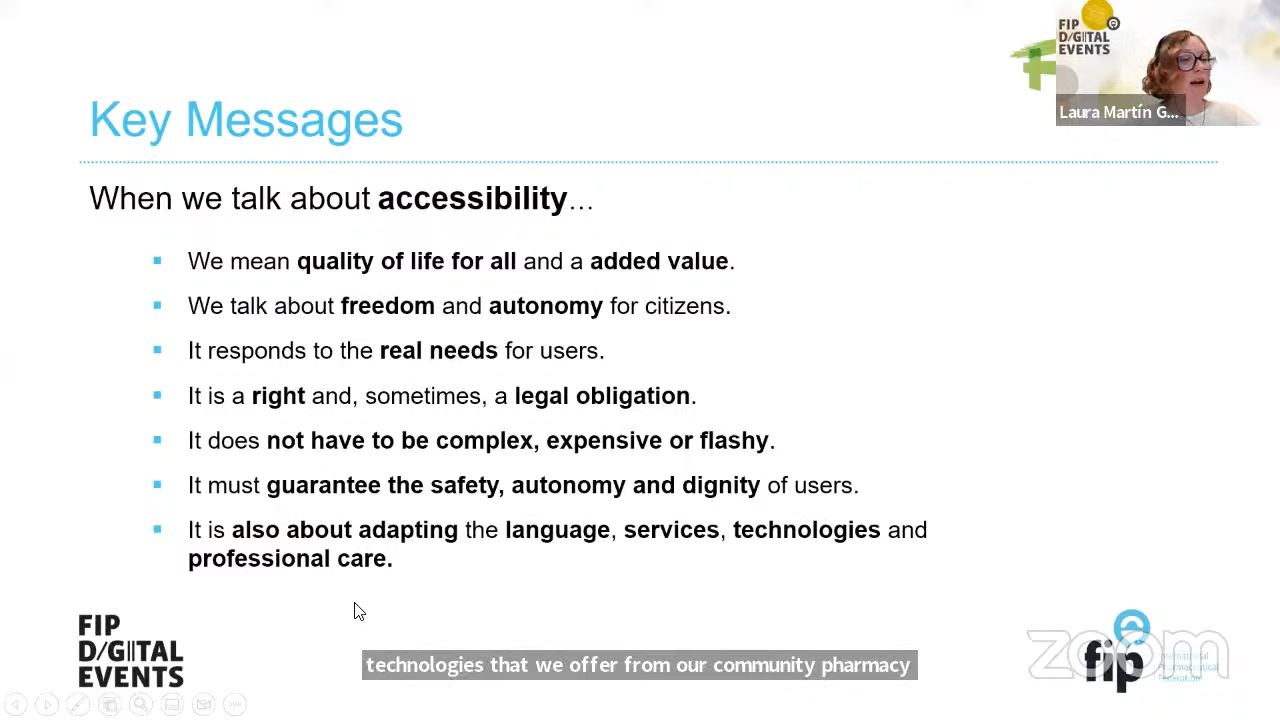 FIP
D/G||TAL
EVENTS
Laura Martín G...
Key Messages
When we talk about accessibility...
We mean quality of life for all and a added value.
We talk about freedom and autonomy for citizens.
It responds to the real needs for users.
It is a right and, sometimes, a legal obligation.
It does not have to be complex, expensive or flashy.
It must guarantee the safety, autonomy and dignity of users.
It is also about adapting the language, services, technologies and
professional care.
FIP
D/G||TAL
EVENTS
technologies that we offer from our community pharmacy
zoom
fip
International
Pharmaceutical
Federation